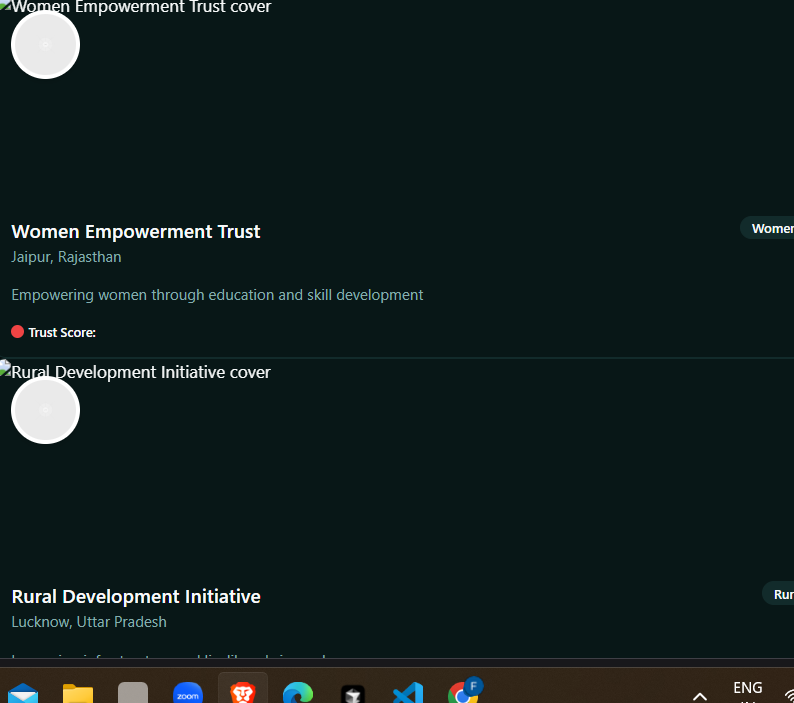 Women Empowerment Trust cover
Women Empowerment Trust
Women
Jaipur, Rajasthan
Empowering women through education and skill development
Trust Score:
Rural Development Initiative cover
Rural Development Initiative
Rur
Lucknow, Uttar Pradesh
zoom
F
ENG